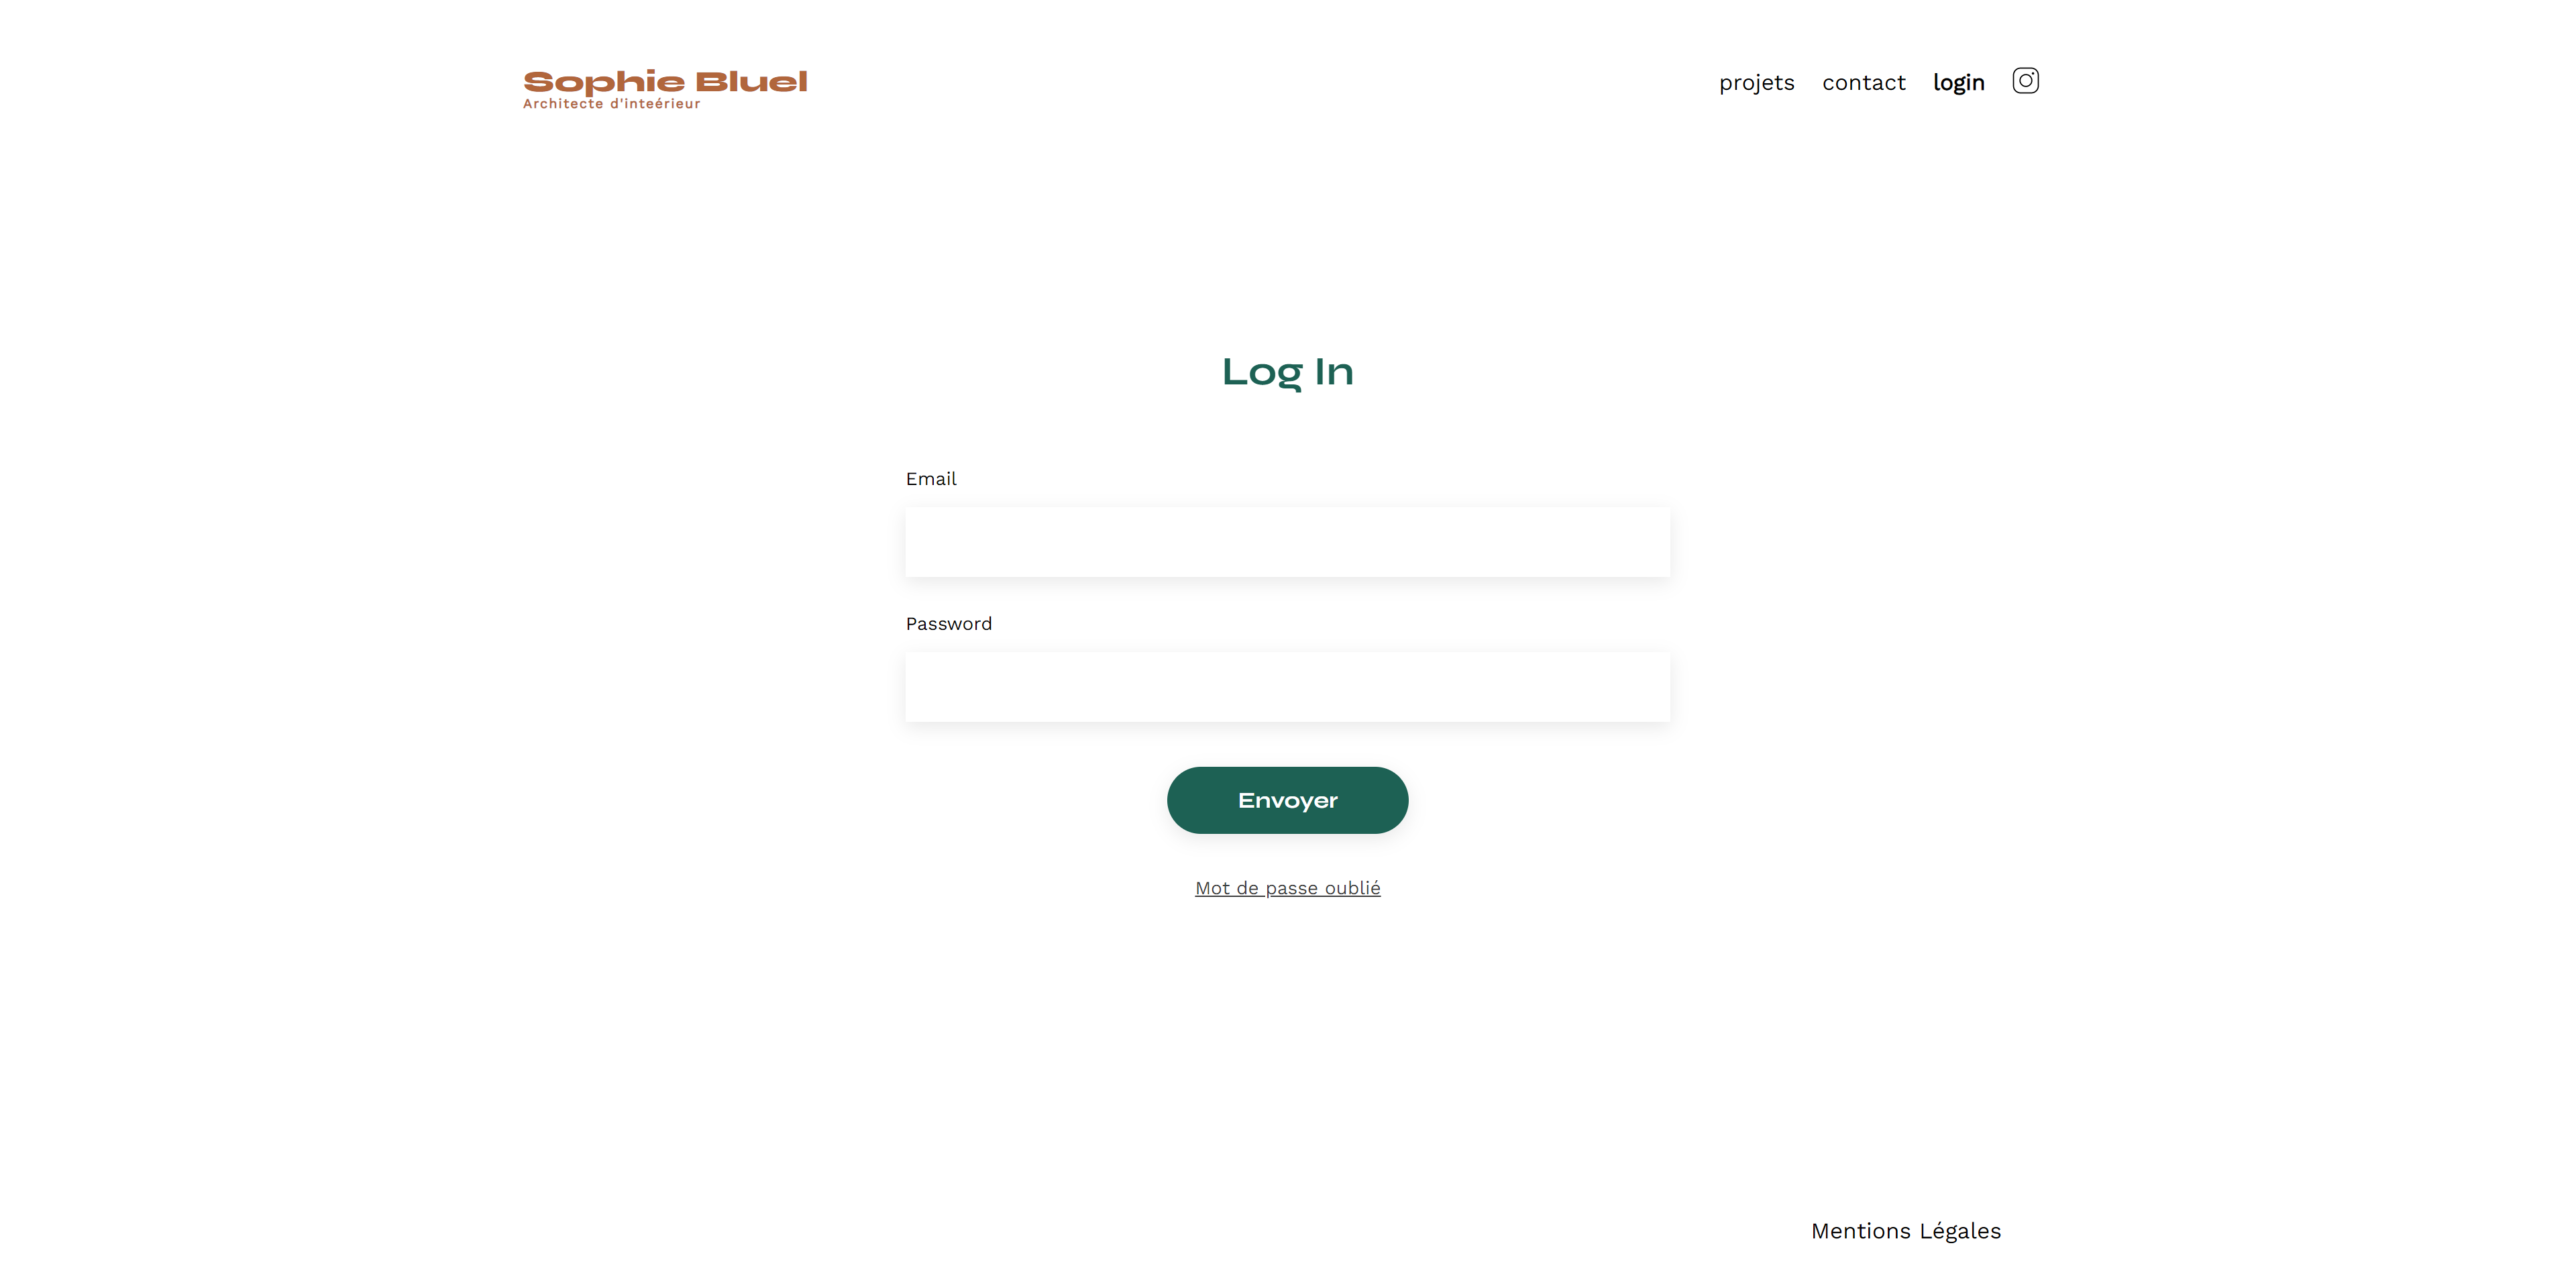 Sophie Bluel
Architecte d'inteérieur
projets contact login
Log In
Email
Password
Envoyer
Mot de passe oublié
Mentions Légales